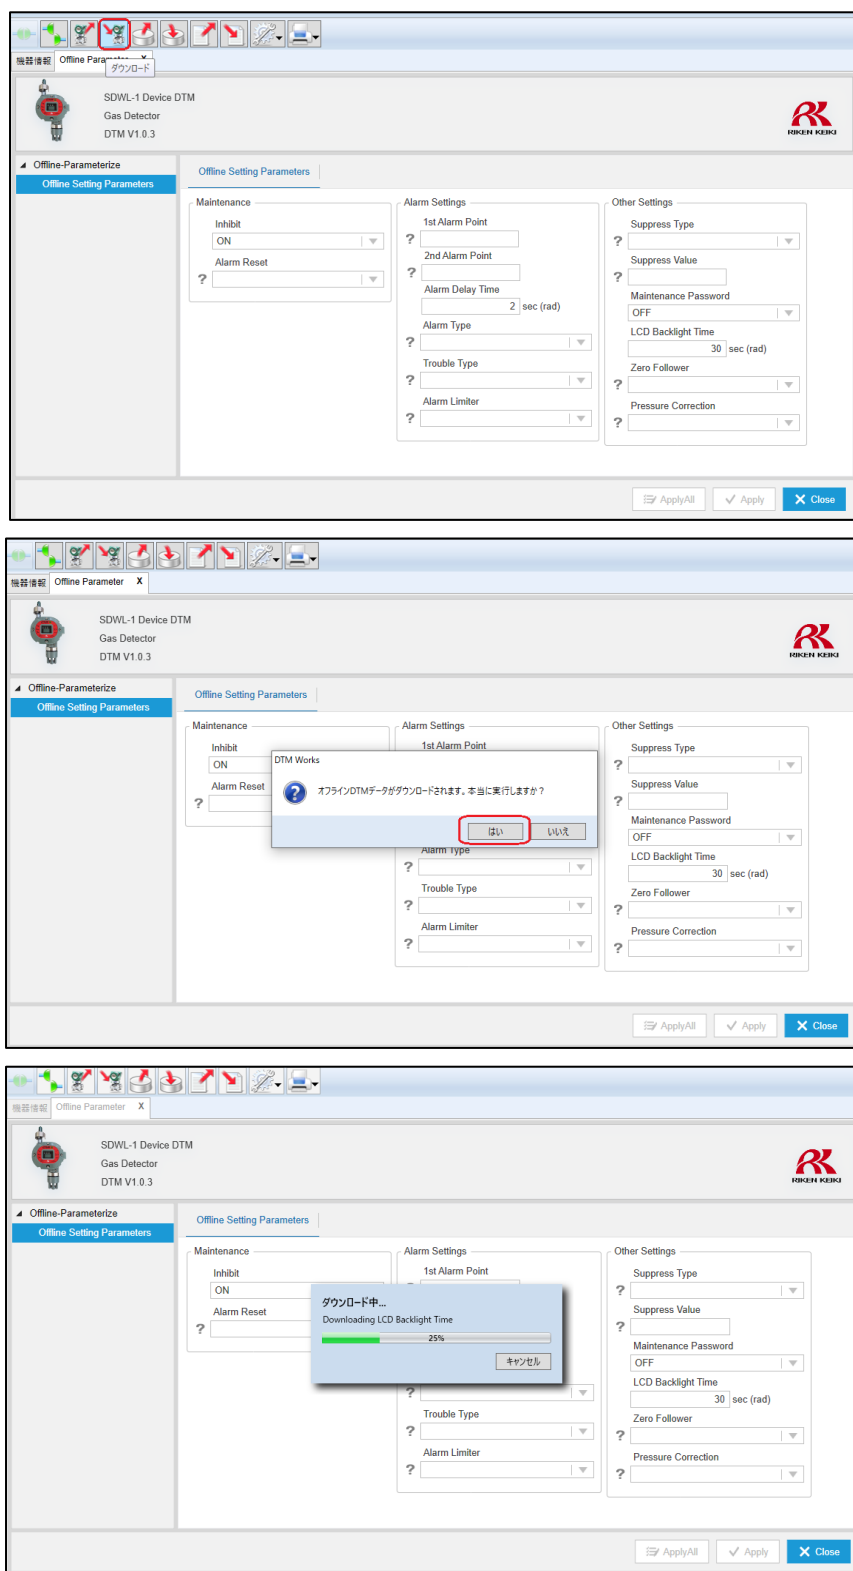 機器情報 Offline Parameter X
ダウンロード
SDWL-1 Device DTM
Gas Detector
DTM V1.0.3
RIKEN KEIKI
Offline-Parameterize
Offline Setting Parameters
Offline Setting Parameters
Maintenance
Inhibit
ON
Alarm Reset
?
Alarm Settings
1st Alarm Point
?
2nd Alarm Point
?
Alarm Delay Time
2 sec (rad)
Alarm Type
?
Trouble Type
?
Alarm Limiter
?
Other Settings
Suppress Type
?
Suppress Value
?
Maintenance Password
OFF
LCD Backlight Time
30 sec (rad)
Zero Follower
?
Pressure Correction
?
ApplyAll Apply X Close
機器情報 Offline Parameter X
SDWL-1 Device DTM
Gas Detector
DTM V1.0.3
RIKEN KEIKI
Offline-Parameterize
Offline Setting Parameters
Offline Setting Parameters
Maintenance
Inhibit
ON
Alarm Reset
?
DTM Works
オフラインDTMデータがダウンロードされます。本当に実行しますか？
はい いいえ
Alarm Settings
1st Alarm Point
Alarm Type
?
Trouble Type
?
Alarm Limiter
?
Other Settings
Suppress Type
?
Suppress Value
?
Maintenance Password
OFF
LCD Backlight Time
30 sec (rad)
Zero Follower
?
Pressure Correction
?
ApplyAll Apply X Close
機器情報 Offline Parameter X
SDWL-1 Device DTM
Gas Detector
DTM V1.0.3
RIKEN KEIKI
Offline-Parameterize
Offline Setting Parameters
Offline Setting Parameters
Maintenance
Inhibit
ON
Alarm Reset
?
ダウンロード中...
Downloading LCD Backlight Time
25%
キャンセル
Alarm Settings
1st Alarm Point
?
Trouble Type
?
Alarm Limiter
?
Other Settings
Suppress Type
?
Suppress Value
?
Maintenance Password
OFF
LCD Backlight Time
30 sec (rad)
Zero Follower
?
Pressure Correction
?
ApplyAll Apply X Close